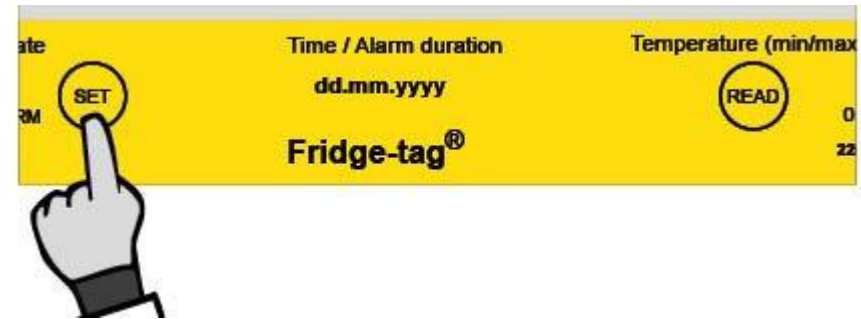 ate Time / Alarm duration Temperature (min/max
SET dd.mm.yyyy READ
RM 0
Fridge-tag® 22